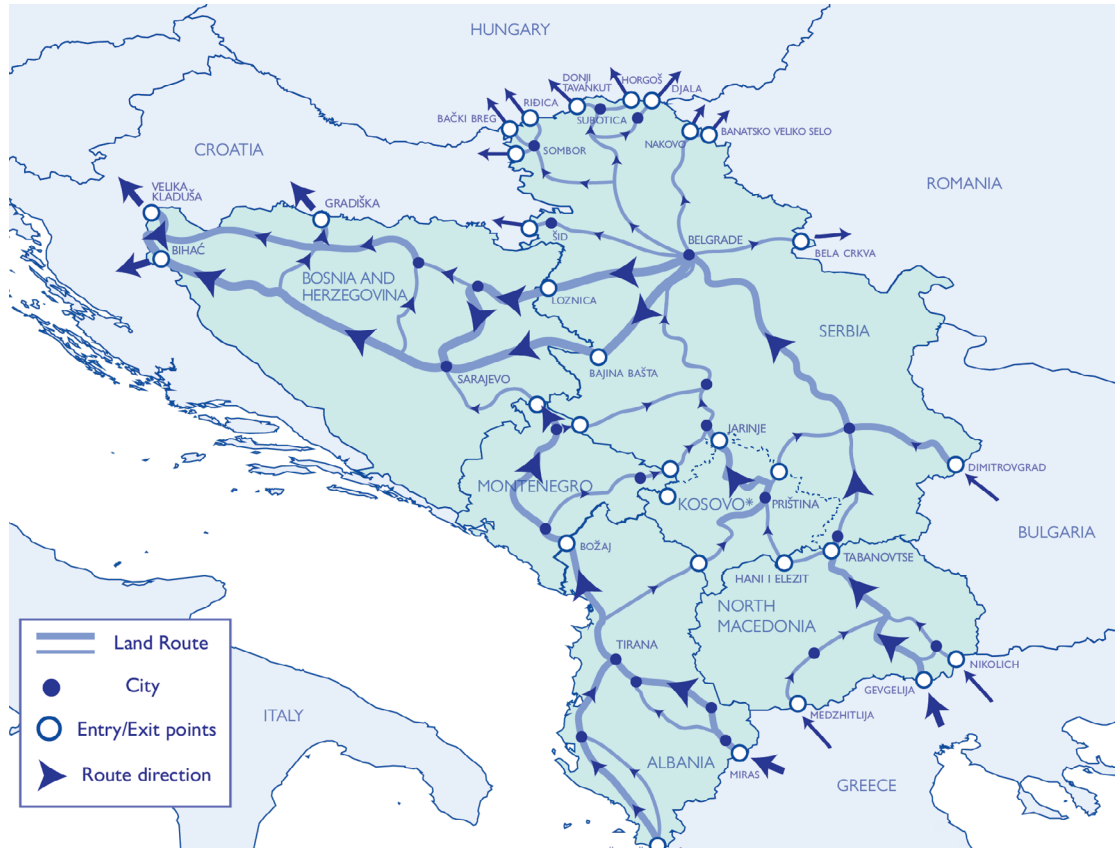 HUNGARY
DONJI
TAVANKUT
HORGOŠ
DJALA
RIĐICA
BAČKI BREG
SUBOTICA
BANATSKO VELIKO SELO
NAKOVO
CROATIA
SOMBOR
ROMANIA
VELIKA
KLADUŠA
GRADIŠKA
ŠID
BELGRADE
BIHAĆ
BELA CRKVA
BOSNIA AND
HERZEGOVINA
LOZNICA
SERBIA
BAJINA BAŠTA
SARAJEVO
JARINJE
DIMITROVGRAD
MONTENEGRO
KOSOVO*
PRIŠTINA
BULGARIA
BOŽAJ
TABANOVTSE
HANI I ELEZIT
NORTH
MACEDONIA
Land Route
TIRANA
City
NIKOLICH
GEVGELIJA
ITALY
MEDZHITLIJA
Entry/Exit points
ALBANIA
MIRAS
Route direction
GREECE